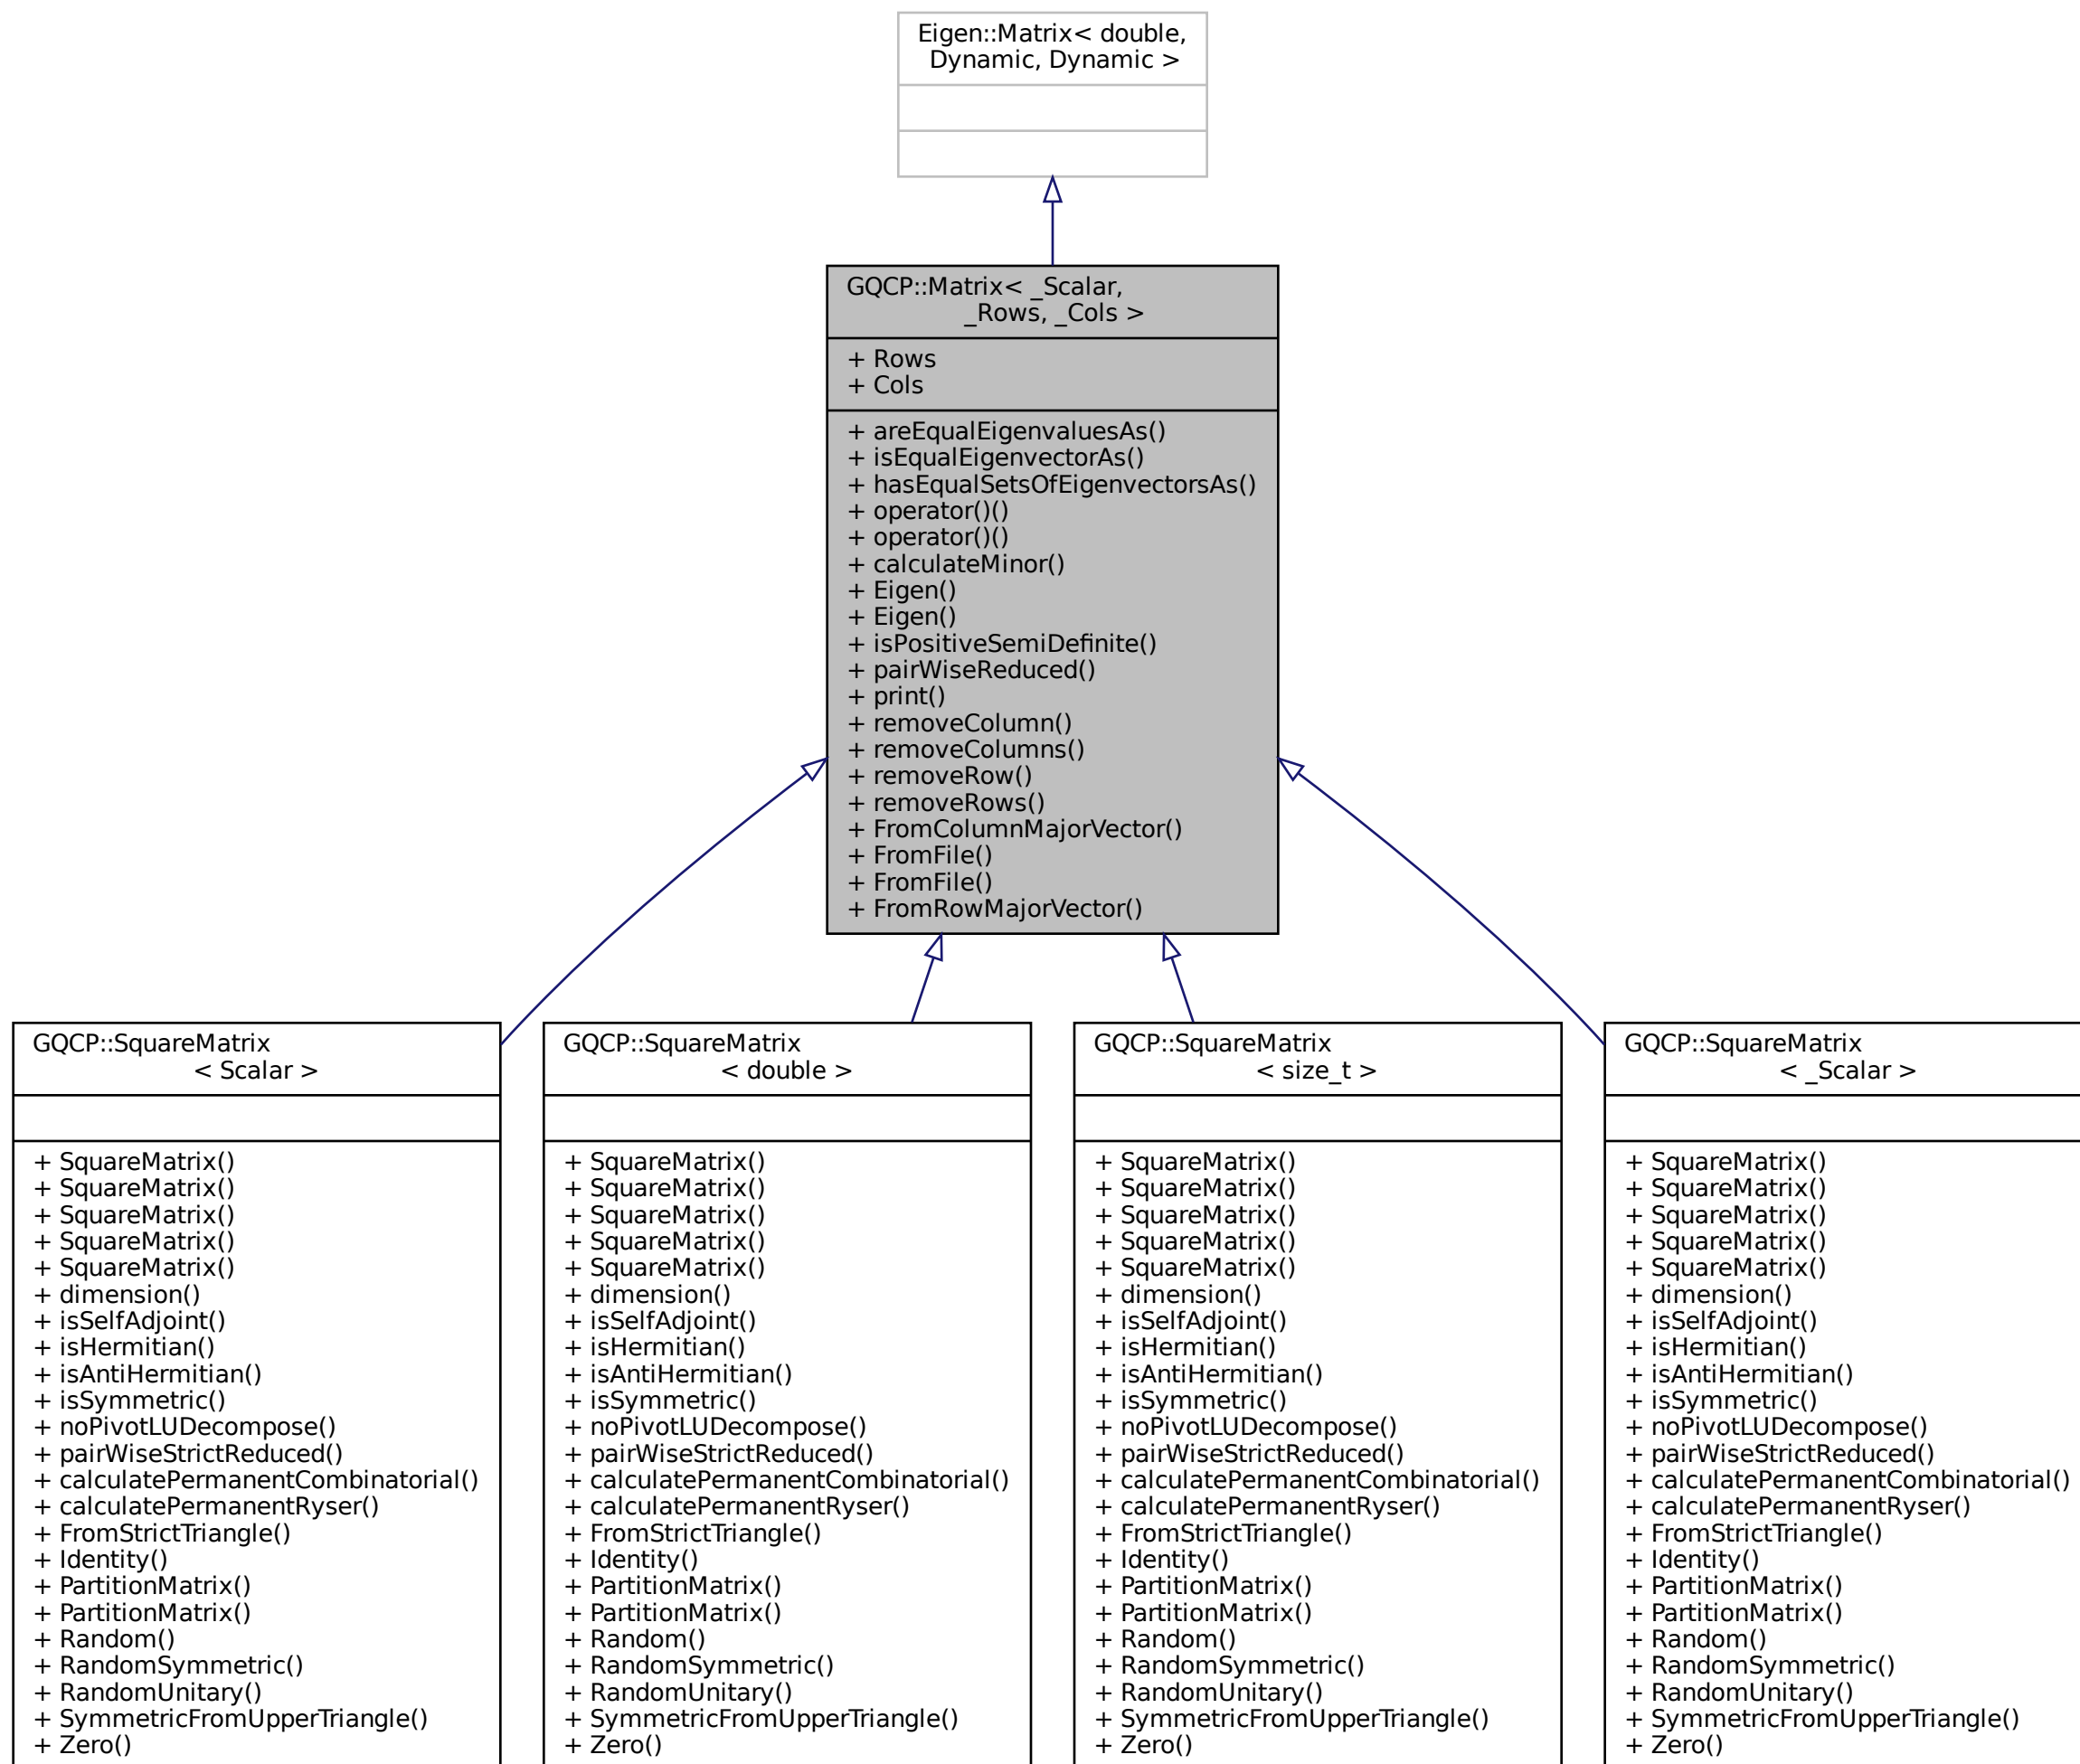 Eigen::Matrix< double,
Dynamic, Dynamic >
GQCP::Matrix< _Scalar,
_Rows, _Cols >
+ Rows
+ Cols
+ areEqualEigenvaluesAs()
+ isEqualEigenvectorAs()
+ hasEqualSetsOfEigenvectorsAs()
+ operator()()
+ operator()()
+ calculateMinor()
+ Eigen()
+ Eigen()
+ isPositiveSemiDefinite()
+ pairWiseReduced()
+ print()
+ removeColumn()
+ removeColumns()
+ removeRow()
+ removeRows()
+ FromColumnMajorVector()
+ FromFile()
+ FromFile()
+ FromRowMajorVector()
GQCP::SquareMatrix
< Scalar >
+ SquareMatrix()
+ SquareMatrix()
+ SquareMatrix()
+ SquareMatrix()
+ SquareMatrix()
+ dimension()
+ isSelfAdjoint()
+ isHermitian()
+ isAntiHermitian()
+ isSymmetric()
+ noPivotLUDecompose()
+ pairWiseStrictReduced()
+ calculatePermanentCombinatorial()
+ calculatePermanentRyser()
+ FromStrictTriangle()
+ Identity()
+ PartitionMatrix()
+ PartitionMatrix()
+ Random()
+ RandomSymmetric()
+ RandomUnitary()
+ SymmetricFromUpperTriangle()
+ Zero()
GQCP::SquareMatrix
< double >
+ SquareMatrix()
+ SquareMatrix()
+ SquareMatrix()
+ SquareMatrix()
+ SquareMatrix()
+ dimension()
+ isSelfAdjoint()
+ isHermitian()
+ isAntiHermitian()
+ isSymmetric()
+ noPivotLUDecompose()
+ pairWiseStrictReduced()
+ calculatePermanentCombinatorial()
+ calculatePermanentRyser()
+ FromStrictTriangle()
+ Identity()
+ PartitionMatrix()
+ PartitionMatrix()
+ Random()
+ RandomSymmetric()
+ RandomUnitary()
+ SymmetricFromUpperTriangle()
+ Zero()
GQCP::SquareMatrix
< size_t >
+ SquareMatrix()
+ SquareMatrix()
+ SquareMatrix()
+ SquareMatrix()
+ SquareMatrix()
+ dimension()
+ isSelfAdjoint()
+ isHermitian()
+ isAntiHermitian()
+ isSymmetric()
+ noPivotLUDecompose()
+ pairWiseStrictReduced()
+ calculatePermanentCombinatorial()
+ calculatePermanentRyser()
+ FromStrictTriangle()
+ Identity()
+ PartitionMatrix()
+ PartitionMatrix()
+ Random()
+ RandomSymmetric()
+ RandomUnitary()
+ SymmetricFromUpperTriangle()
+ Zero()
GQCP::SquareMatrix
< _Scalar >
+ SquareMatrix()
+ SquareMatrix()
+ SquareMatrix()
+ SquareMatrix()
+ SquareMatrix()
+ dimension()
+ isSelfAdjoint()
+ isHermitian()
+ isAntiHermitian()
+ isSymmetric()
+ noPivotLUDecompose()
+ pairWiseStrictReduced()
+ calculatePermanentCombinatorial()
+ calculatePermanentRyser()
+ FromStrictTriangle()
+ Identity()
+ PartitionMatrix()
+ PartitionMatrix()
+ Random()
+ RandomSymmetric()
+ RandomUnitary()
+ SymmetricFromUpperTriangle()
+ Zero()